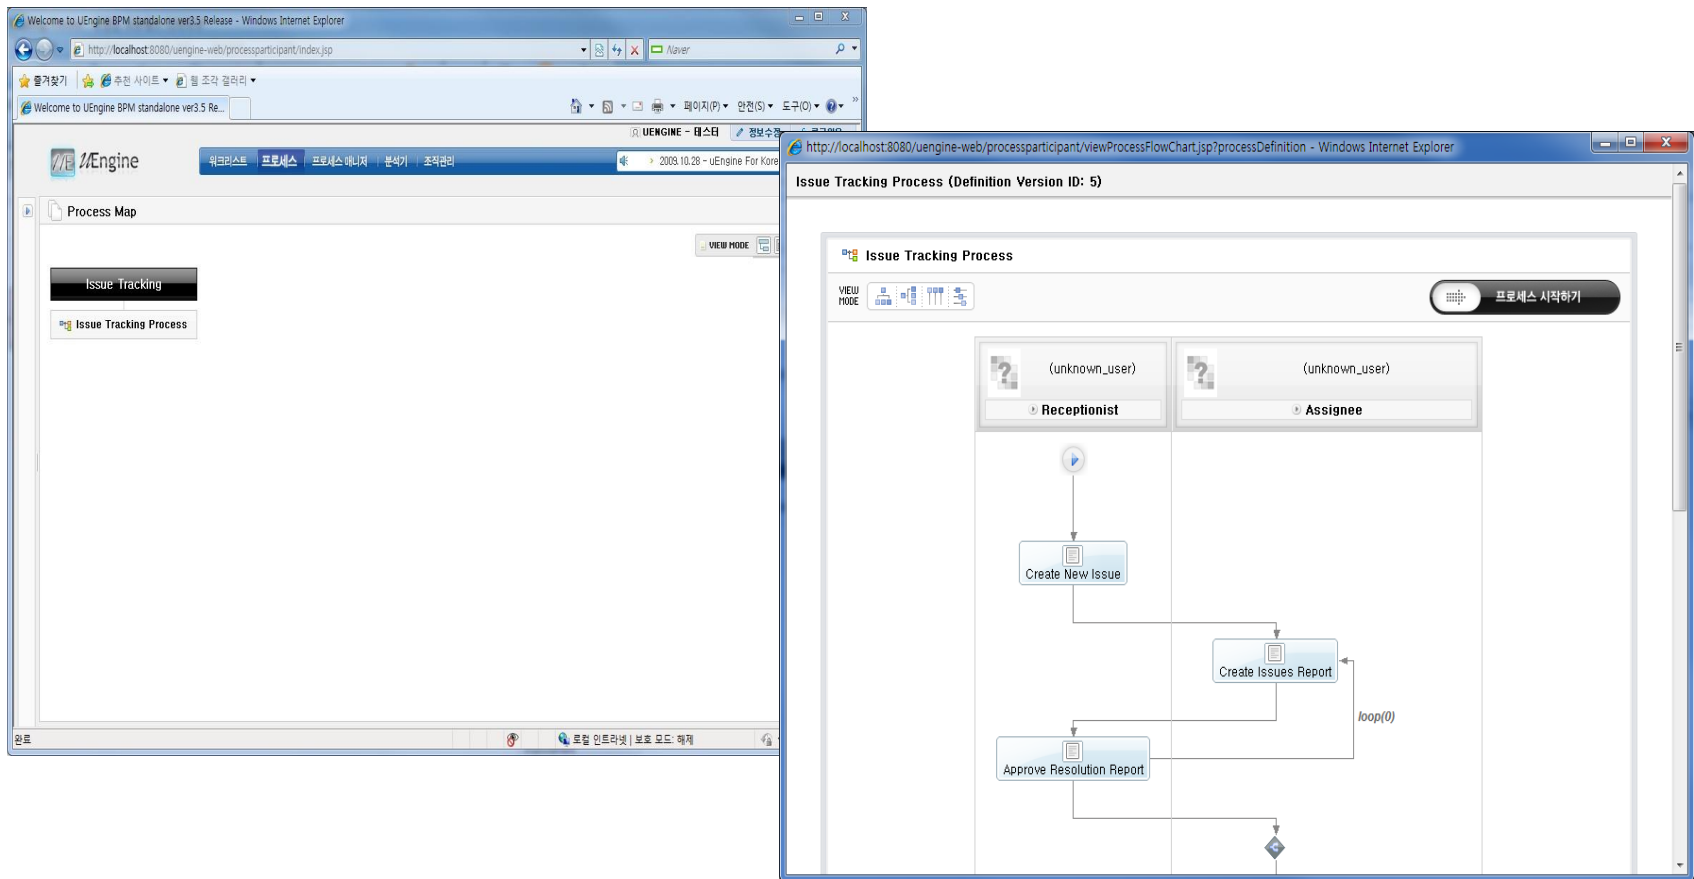 Welcome to UEngine BPM standalone ver3.5 Release - Windows Internet Explorer
http://localhost:8080/uengine-web/processparticipant/index.jsp
Naver
즐겨찾기
추천 사이트
웹 조각 갤러리
Welcome to UEngine BPM standalone ver3.5 Re...
페이지(P)
안전(S)
도구(O)
UENGINE - 테스터
정보수정
UEngine
워크리스트
프로세스
프로세스 매니저
분석기
조직관리
2009.10.28 - uEngine For Kore
Process Map
VIEW MODE
Issue Tracking
Issue Tracking Process
완료
로컬 인트라넷 | 보호 모드: 해제
http://localhost:8080/uengine-web/processparticipant/viewProcessFlowChart.jsp?processDefinition - Windows Internet Explorer
Issue Tracking Process (Definition Version ID: 5)
Issue Tracking Process
VIEW
MODE
프로세스 시작하기
(unknown_user)
(unknown_user)
Receptionist
Assignee
Create New Issue
Create Issues Report
loop(0)
Approve Resolution Report